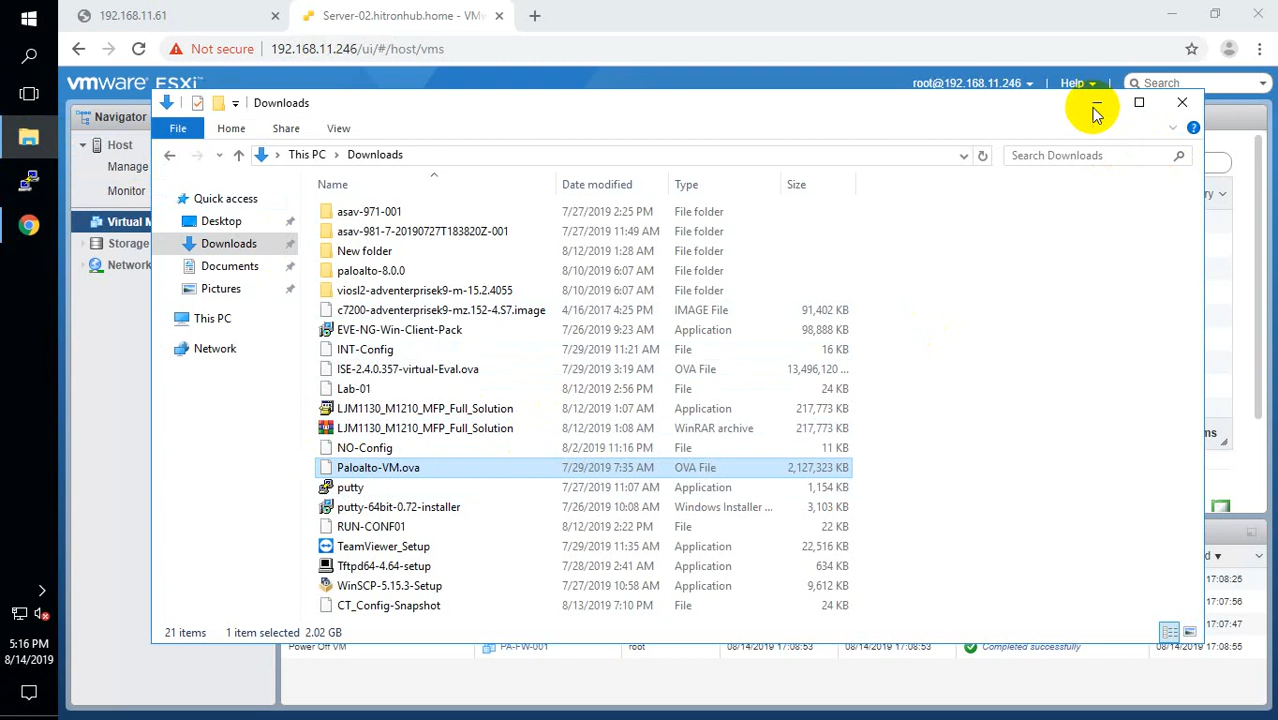 192.168.11.61
Server-02.hitronhub.home - VMw
Not secure
192.168.11.246/ui/#/host/vms
vmware ESXi
root@192.168.11.246
Help
Search
Downloads
Navigator
File
Home
Share
View
Host
This PC
Downloads
Search Downloads
Manage
Name
Date modified
Type
Size
Monitor
Quick access
asav-971-001 7/27/2019 2:25 PM File folder
Virtual M
Desktop
asav-981-7-20190727T183820Z-001 7/27/2019 11:49 AM File folder
Storage
Downloads
New folder 8/12/2019 1:28 AM File folder
Network
Documents
paloalto-8.0.0 8/10/2019 6:07 AM File folder
Pictures
viosl2-adventerprisek9-m-15.2.4055 8/10/2019 6:07 AM File folder
This PC
c7200-adventerprisek9-mz.152-4.S7.image 4/16/2017 4:25 PM IMAGE File 91,402 KB
EVE-NG-Win-Client-Pack 7/26/2019 9:23 AM Application 98,888 KB
Network
INT-Config 7/29/2019 11:21 AM File 16 KB
ISE-2.4.0.357-virtual-Eval.ova 7/29/2019 3:19 AM OVA File 13,496,120 ...
Lab-01 8/12/2019 2:56 PM File 24 KB
LJM1130_M1210_MFP_Full_Solution 8/12/2019 1:07 AM Application 217,773 KB
LJM1130_M1210_MFP_Full_Solution 8/12/2019 1:08 AM WinRAR archive 217,773 KB
NO-Config 8/2/2019 11:16 PM File 11 KB
Paloalto-VM.ova 7/29/2019 7:35 AM OVA File 2,127,323 KB
putty 7/27/2019 11:07 AM Application 1,154 KB
putty-64bit-0.72-installer 7/26/2019 10:08 AM Windows Installer ... 3,103 KB
RUN-CONF01 8/12/2019 2:22 PM File 22 KB
TeamViewer_Setup 7/29/2019 11:35 AM Application 22,516 KB
Tftpd64-4.64-setup 7/28/2019 2:41 AM Application 634 KB
WinSCP-5.15.3-Setup 7/27/2019 10:58 AM Application 9,612 KB
CT_Config-Snapshot 8/13/2019 7:10 PM File 24 KB
21 items
1 item selected 2.02 GB
ry
ms
d
17:08:25
17:07:56
17:07:47
Power Off VM
PA-FW-001
root
08/14/2019 17:08:53
08/14/2019 17:08:53
Completed successfully
08/14/2019 17:08:55
5:16 PM
8/14/2019